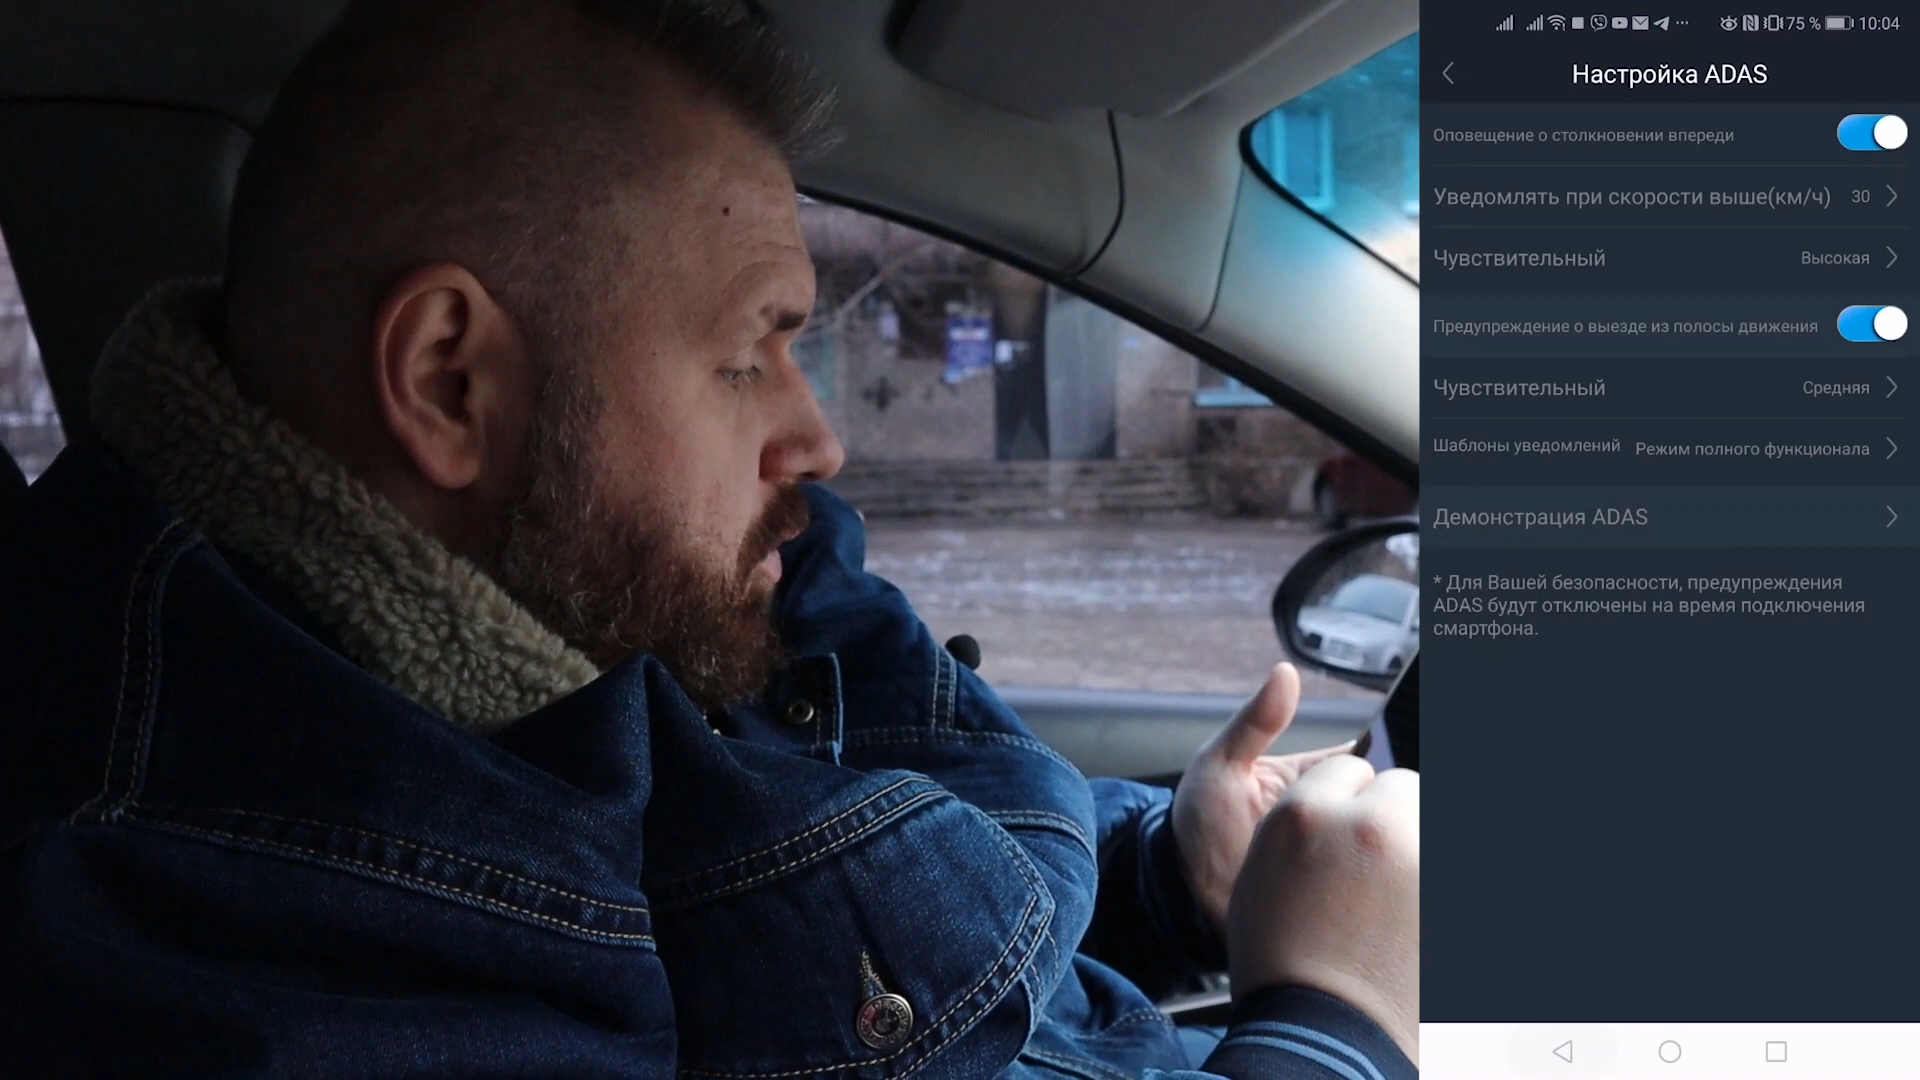 75 % 10:04
Настройка ADAS
Оповещение о столкновении впереди
Уведомлять при скорости выше(км/ч) 30
Чувствительный Высокая
Предупреждение о выезде из полосы движения
Чувствительный Средняя
Шаблоны уведомлений Режим полного функционала
Демонстрация ADAS
* Для Вашей безопасности, предупреждения
ADAS будут отключены на время подключения
смартфона.